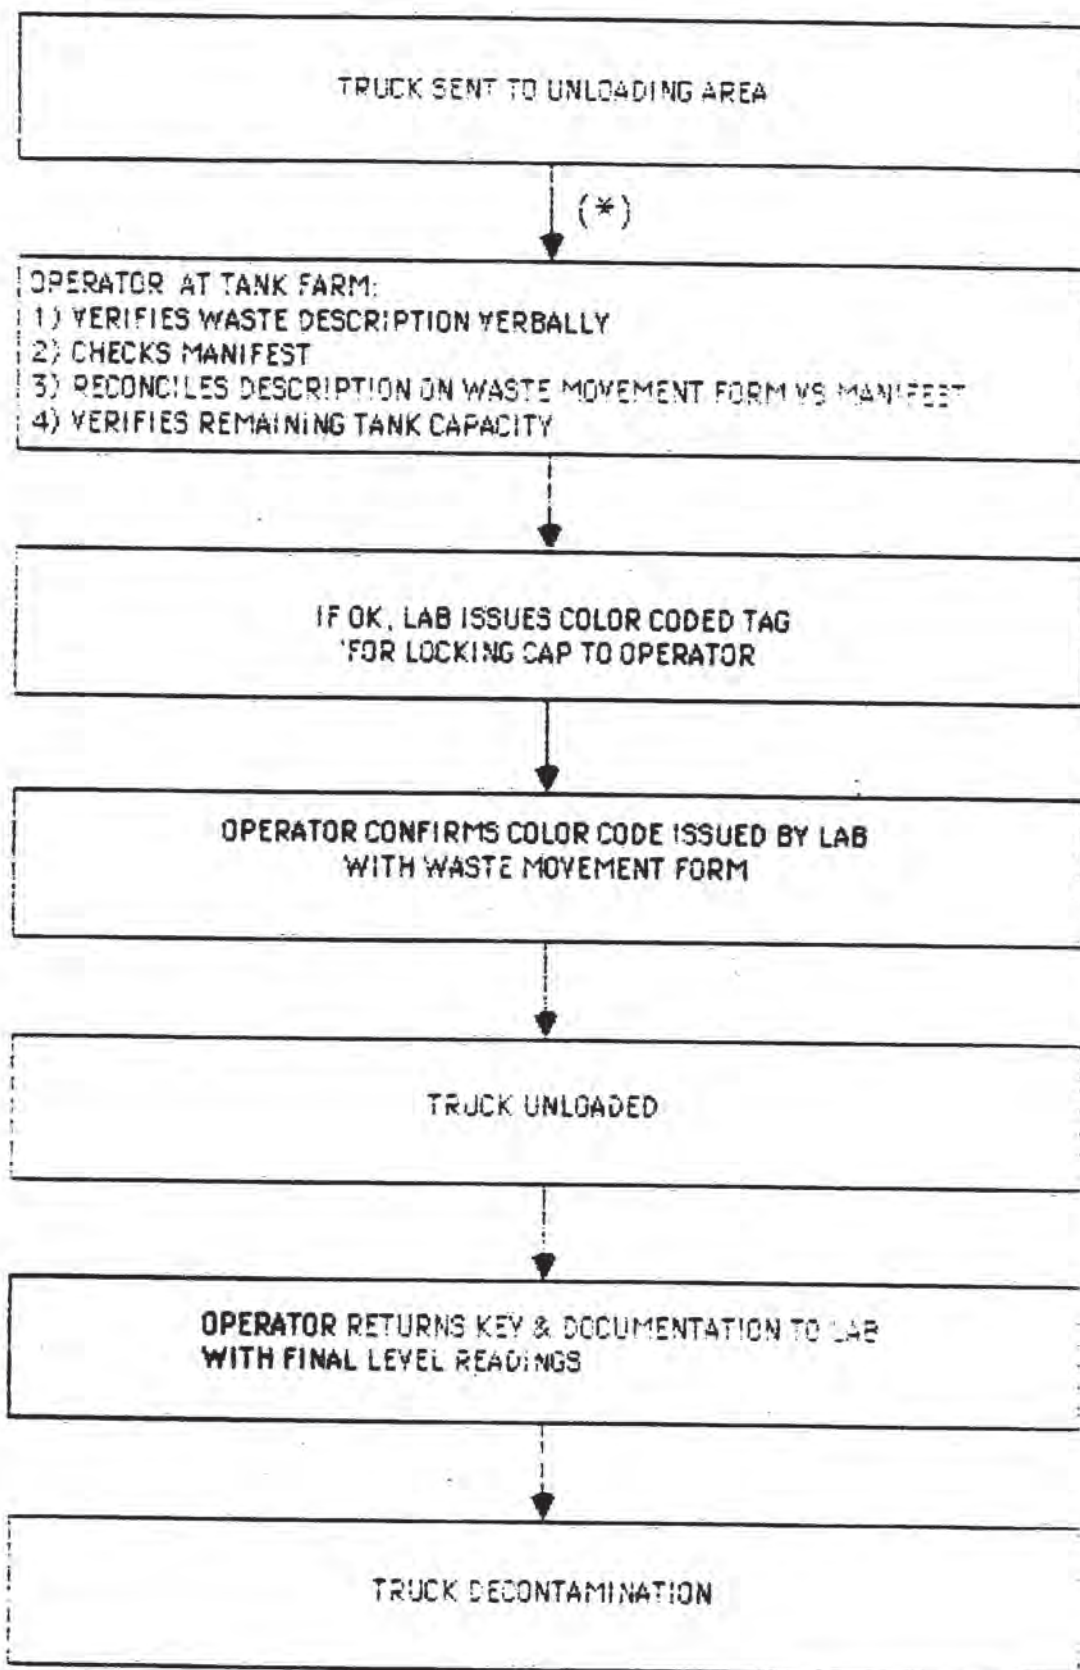 TRUCK SENT TO UNLOADING AREA
(*)
OPERATOR AT TANK FARM:
1) VERIFIES WASTE DESCRIPTION VERBALLY
2) CHECKS MANIFEST
3) RECONCILES DESCRIPTION ON WASTE MOVEMENT FORM VS MANIFEST
4) VERIFIES REMAINING TANK CAPACITY
IF OK, LAB ISSUES COLOR CODED TAG
'FOR LOCKING CAP TO OPERATOR
OPERATOR CONFIRMS COLOR CODE ISSUED BY LAB
WITH WASTE MOVEMENT FORM
TRUCK UNLOADED
OPERATOR RETURNS KEY & DOCUMENTATION TO LAB
WITH FINAL LEVEL READINGS
TRUCK DECONTAMINATION